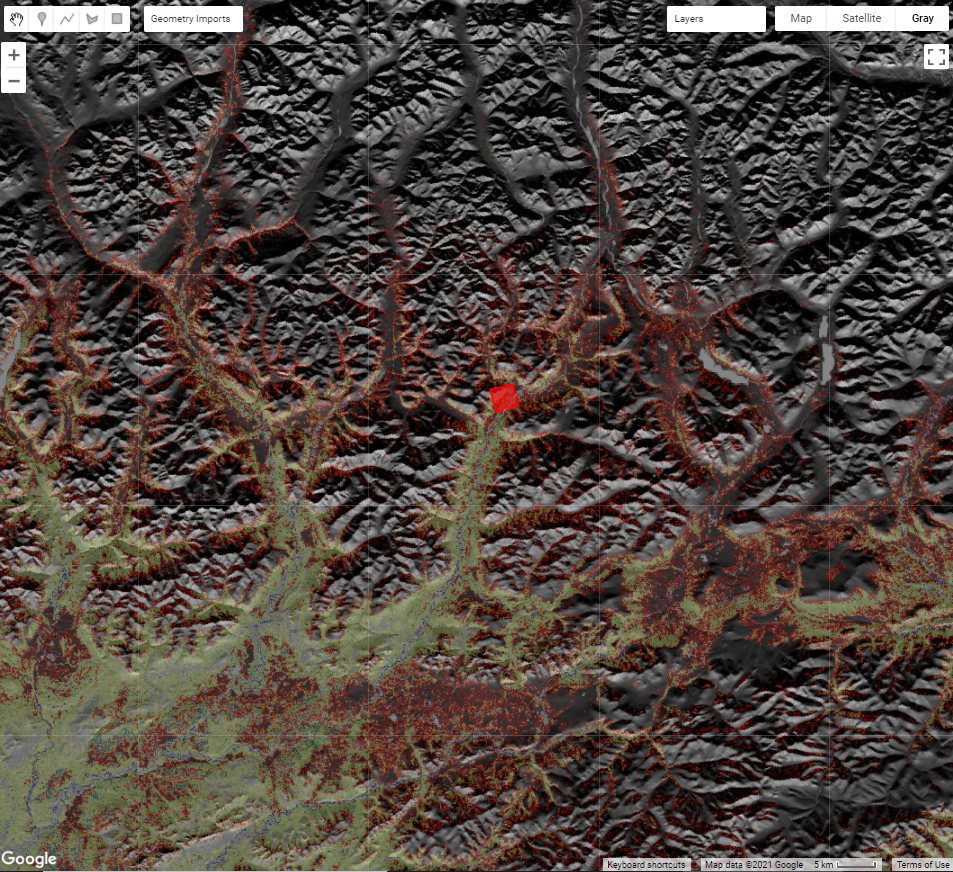 Geometry Imports
Layers
Map Satellite Gray
+
−
Google
Keyboard shortcuts Map data ©2021 Google 5 km Terms of Use